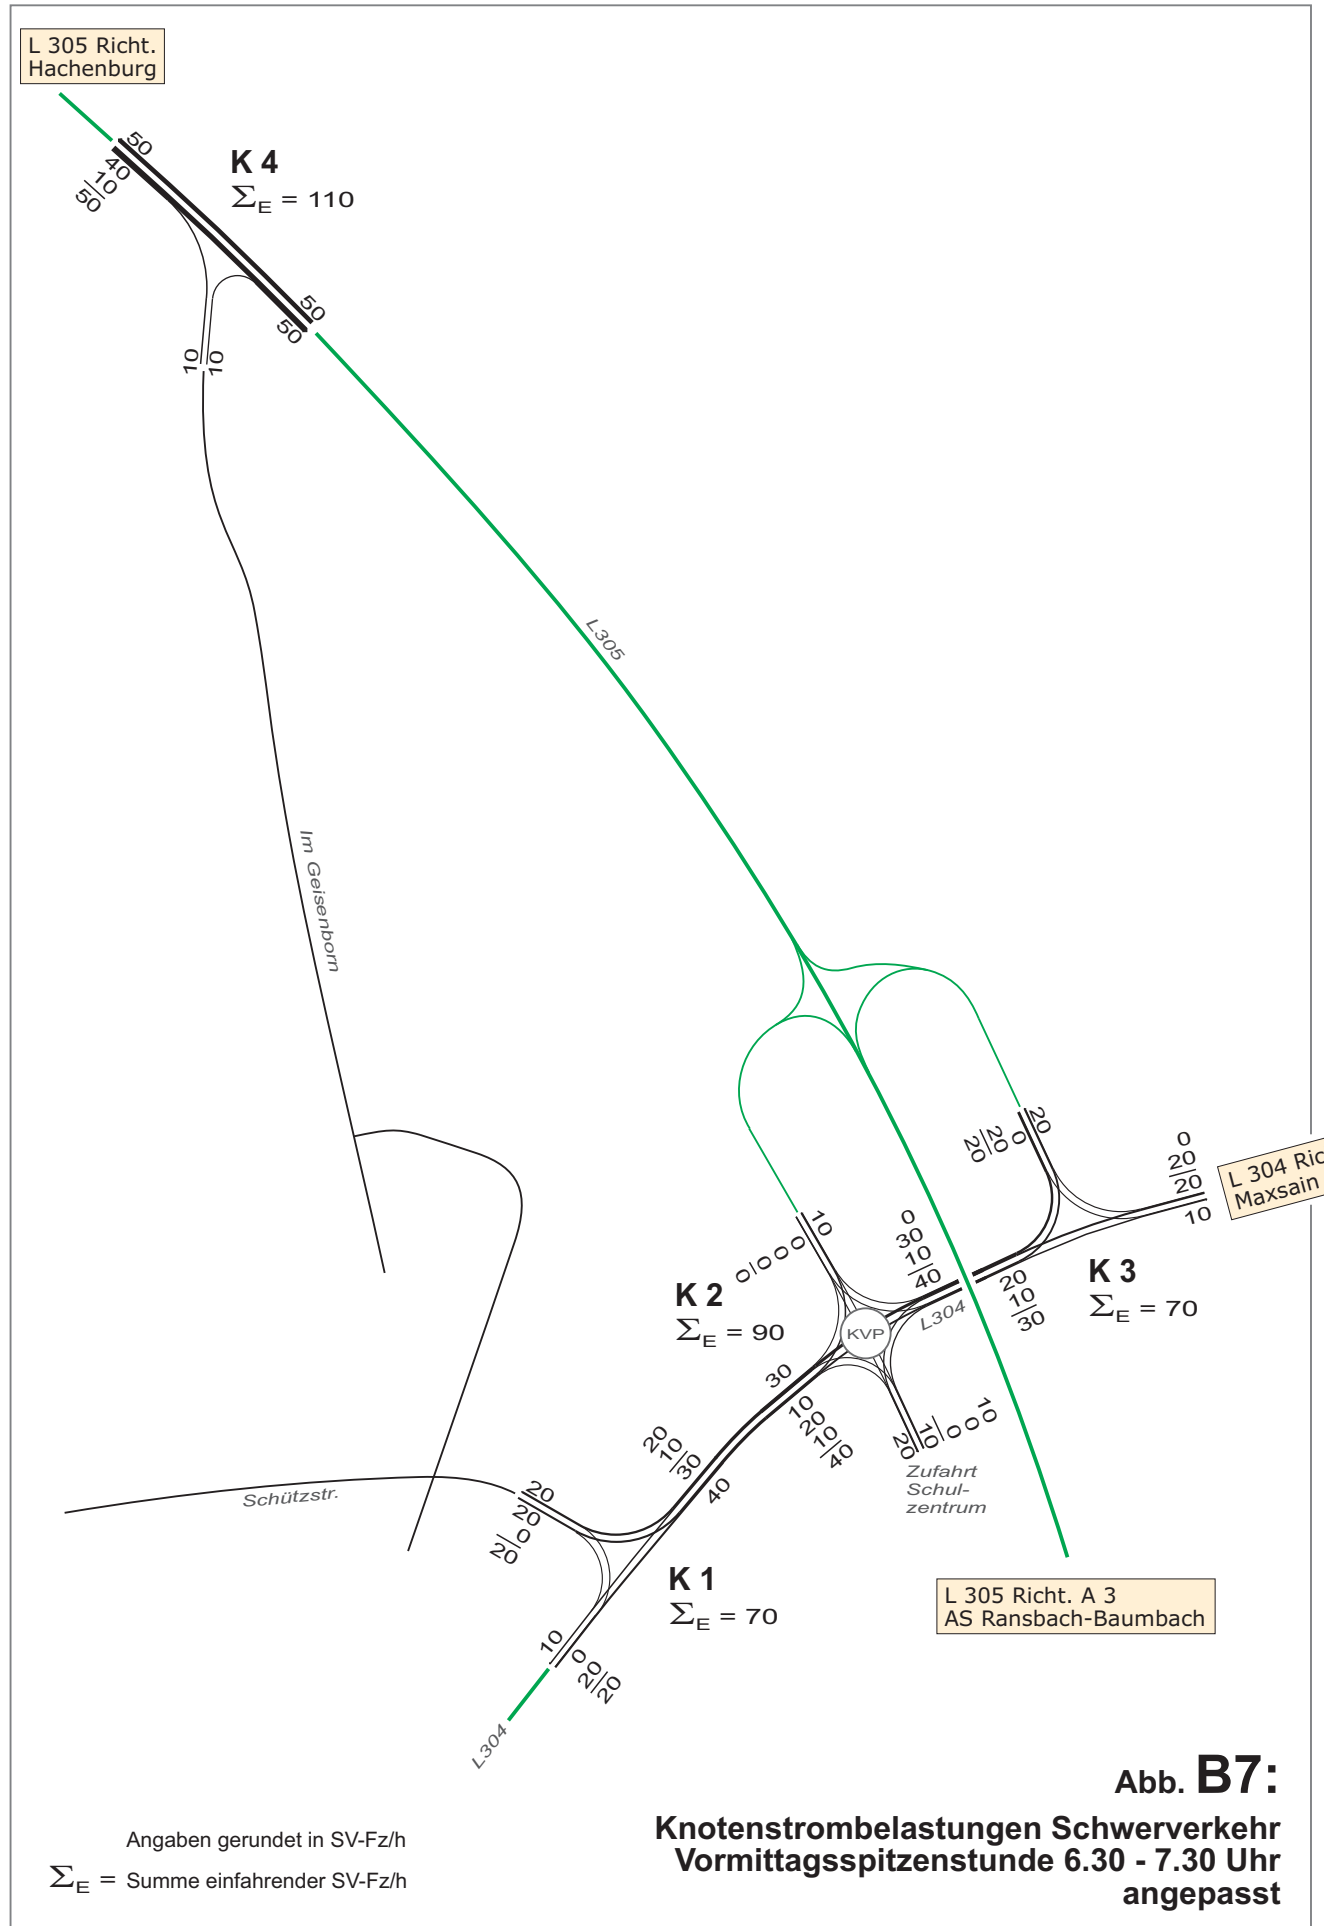 L 305 Richt.
Hachenburg
50
40
10
50
K 4
ΣE = 110
50
50
10
10
L305
Im Geisenborn
20
0
20
20
0
20
20
10
L 304 Ric
Maxsain
K 3
ΣE = 70
20
10
30
0
30
10
40
L304
10
0
0
0
0
K 2
ΣE = 90
KVP
30
10
20
10
40
10
0
0
10
20
Zufahrt
Schul-
zentrum
20
10
30
40
Schützstr.
20
20
0
20
K 1
ΣE = 70
10
0
20
20
L304
L 305 Richt. A 3
AS Ransbach-Baumbach
Abb. B7:
Knotenstrombelastungen Schwerverkehr
Vormittagsspitzenstunde 6.30 - 7.30 Uhr
angepasst
Angaben gerundet in SV-Fz/h
ΣE = Summe einfahrender SV-Fz/h